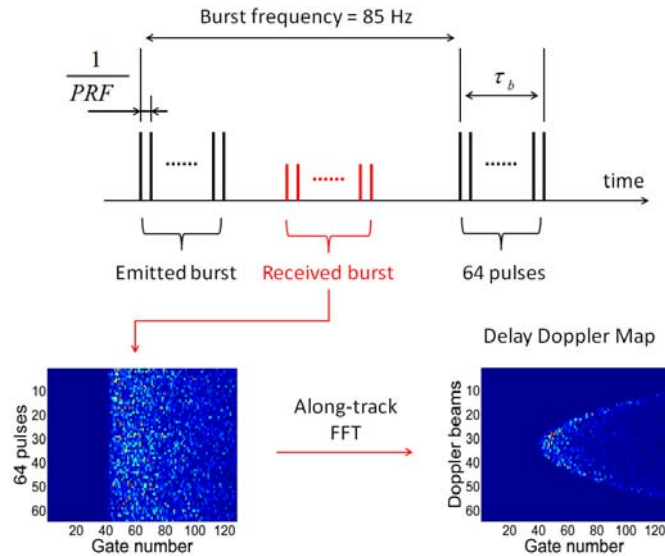 Burst frequency = 85 Hz
1
PRF
τ_b
......
......
......
time
Emitted burst
Received burst
64 pulses
Delay Doppler Map
Along-track
FFT
64 pulses
10
20
30
40
50
60
20 40 60 80 100 120
Gate number
Doppler beams
10
20
30
40
50
60
20 40 60 80 100 120
Gate number